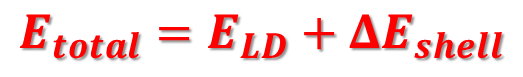 E_total = E_LD + ΔE_shell